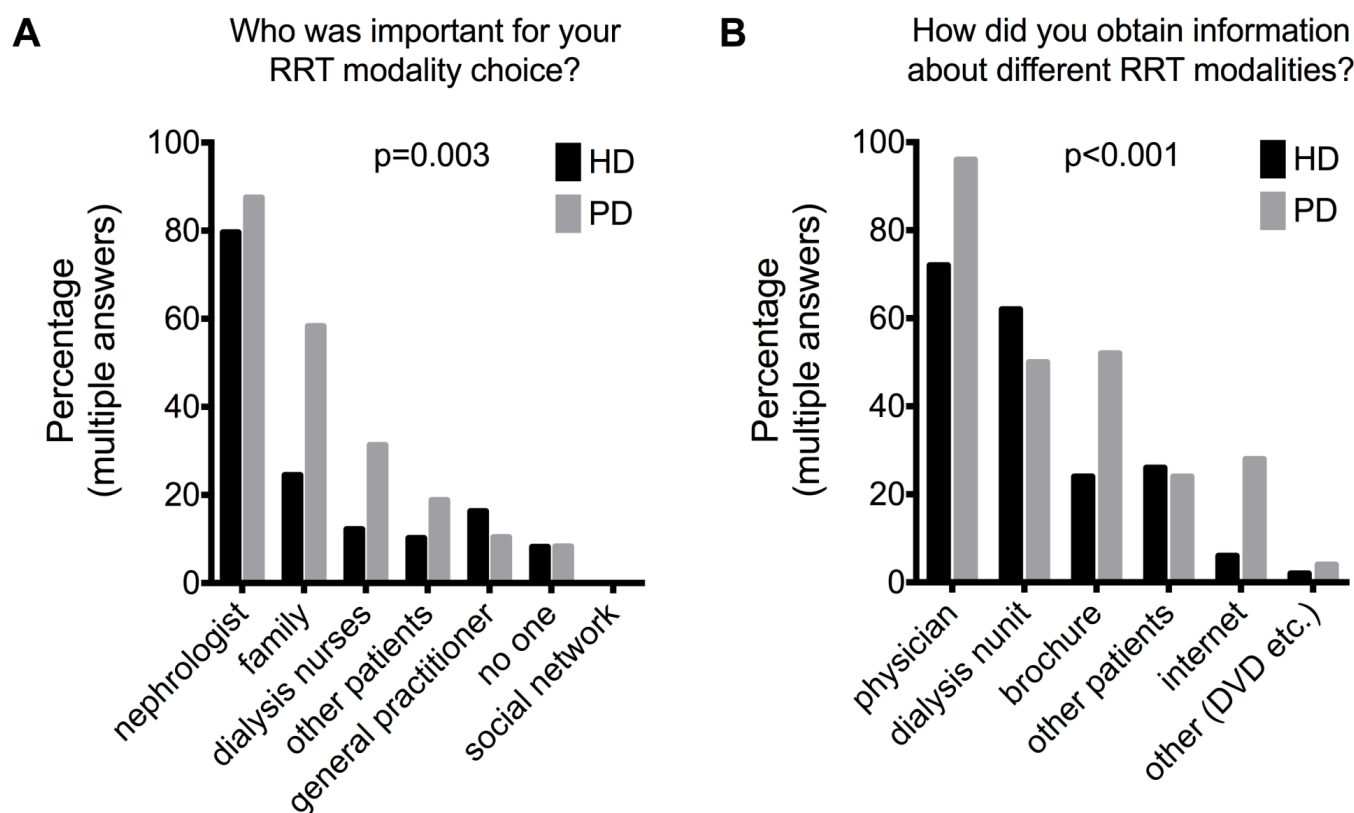 A
Who was important for your
RRT modality choice?
p=0.003
HD
PD
Percentage
(multiple answers)
100
80
60
40
20
0
nephrologist
family
dialysis nurses
other patients
general practitioner
no one
social network
B
How did you obtain information
about different RRT modalities?
p<0.001
HD
PD
Percentage
(multiple answers)
100
80
60
40
20
0
physician
dialysis nunit
brochure
other patients
internet
other (DVD etc.)